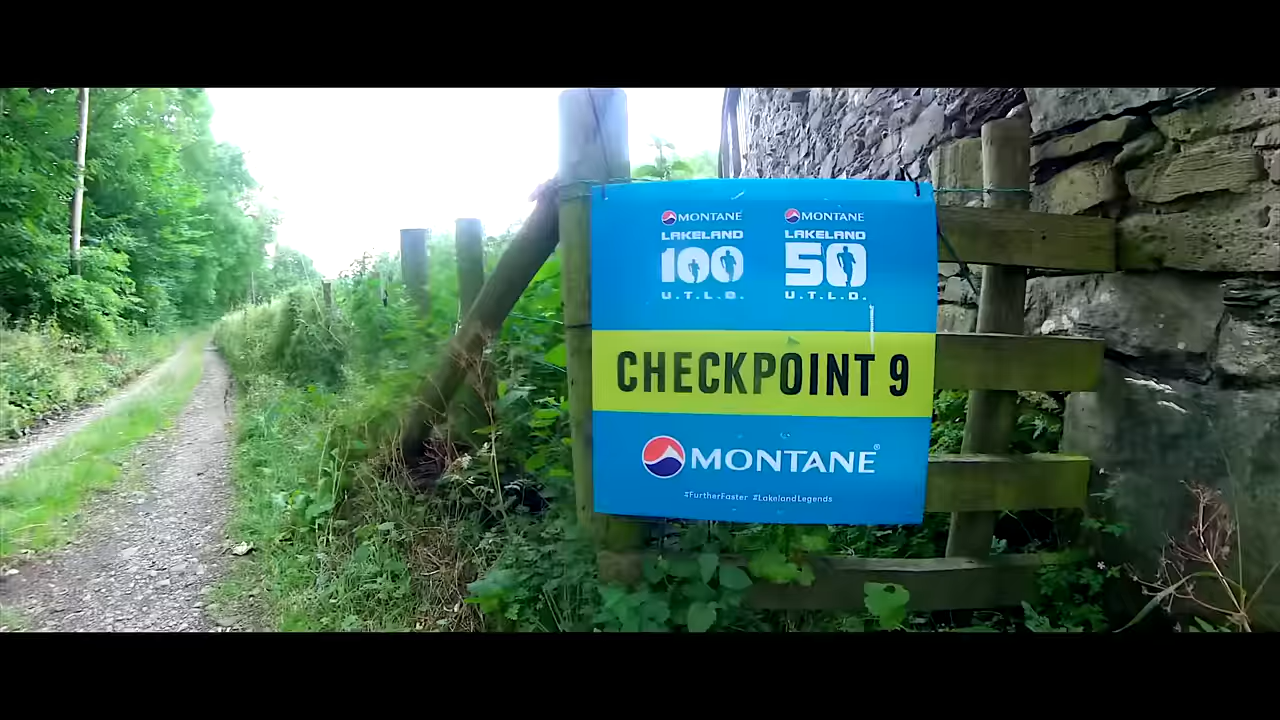 MONTANE MONTANE
LAKELAND LAKELAND
100 50
U.T.L.D. U.T.L.D.
CHECKPOINT 9
MONTANE®
#FurtherFaster #LakelandLegends